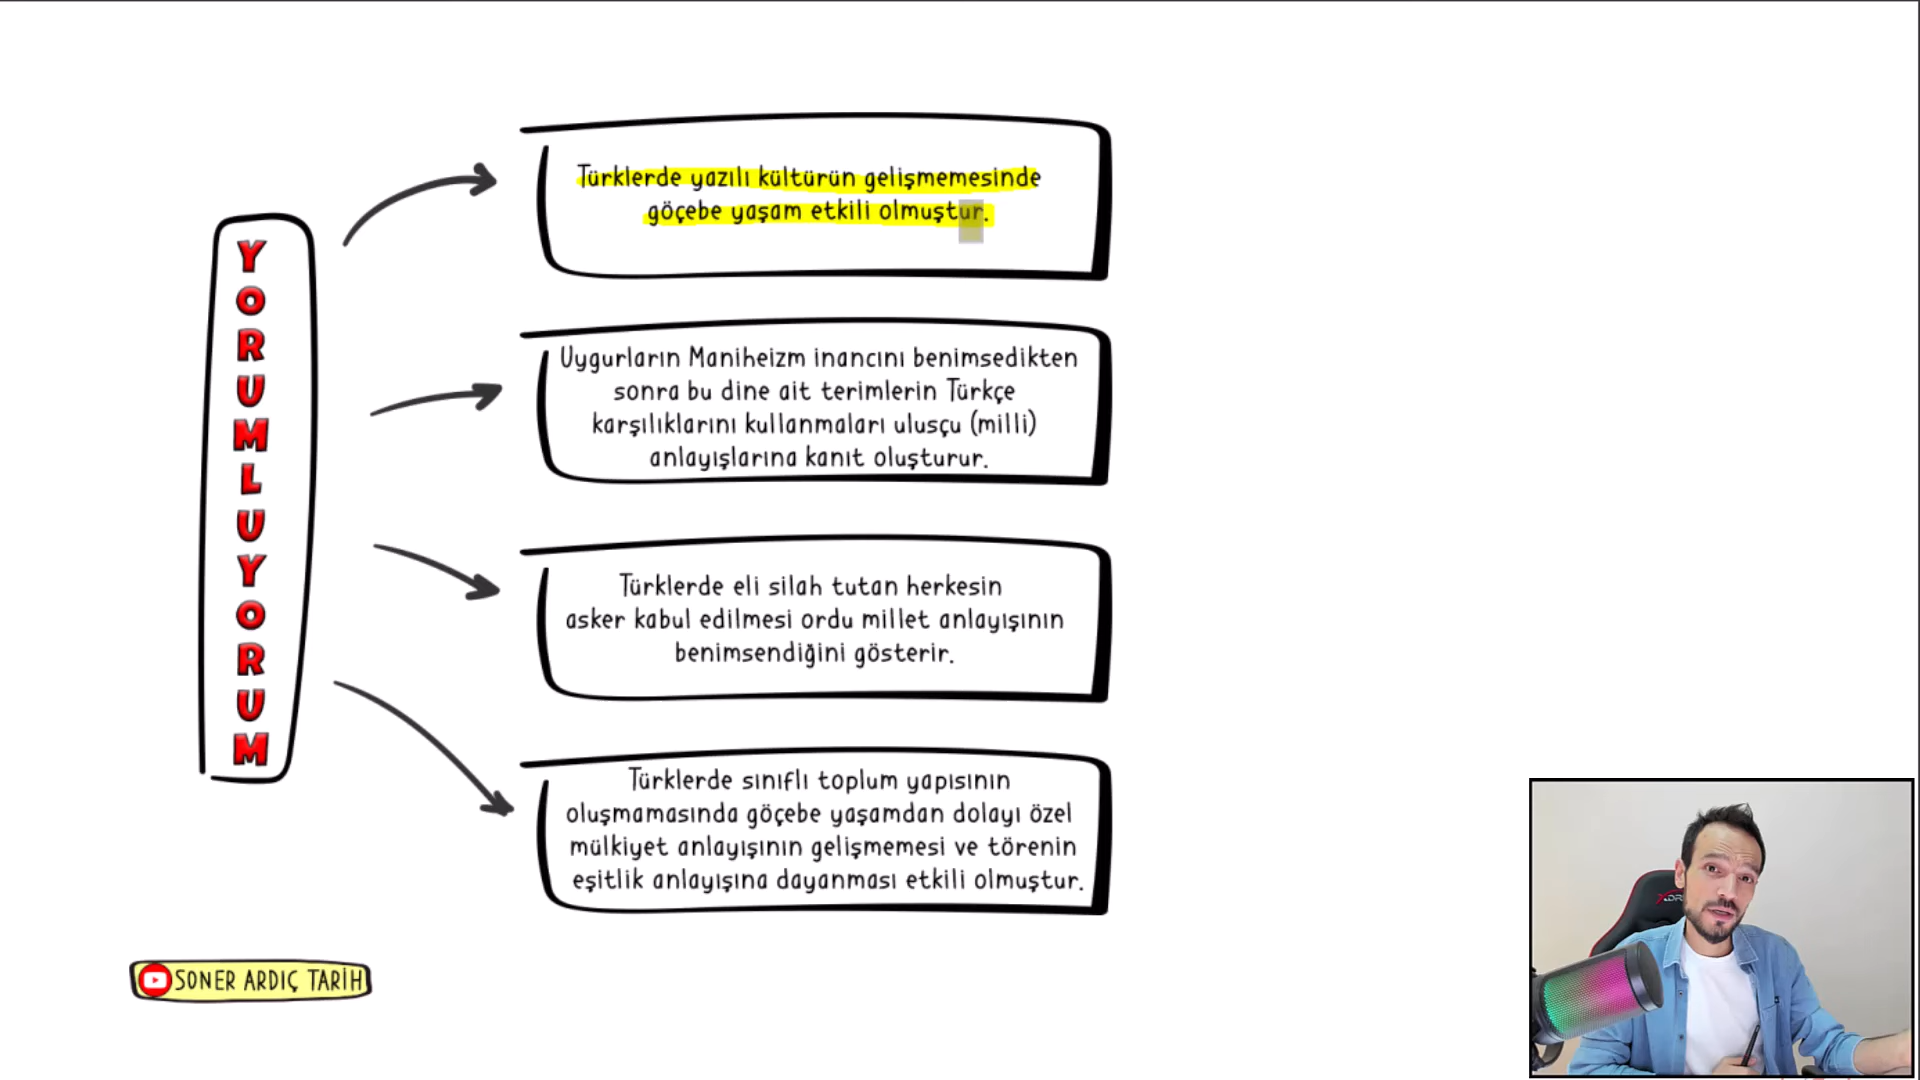 YORUMLUYORUM
Türklerde yazılı kültürün gelişmemesinde
göçebe yaşam etkili olmuştur.
Uygurların Maniheizm inancını benimsedikten
sonra bu dine ait terimlerin Türkçe
karşılıklarını kullanmaları ulusçu (milli)
anlayışlarına kanıt oluşturur.
Türklerde eli silah tutan herkesin
asker kabul edilmesi ordu millet anlayışının
benimsendiğini gösterir.
Türklerde sınıflı toplum yapısının
oluşmamasında göçebe yaşamdan dolayı özel
mülkiyet anlayışının gelişmemesi ve törenin
eşitlik anlayışına dayanması etkili olmuştur.
SONER ARDIÇ TARİH